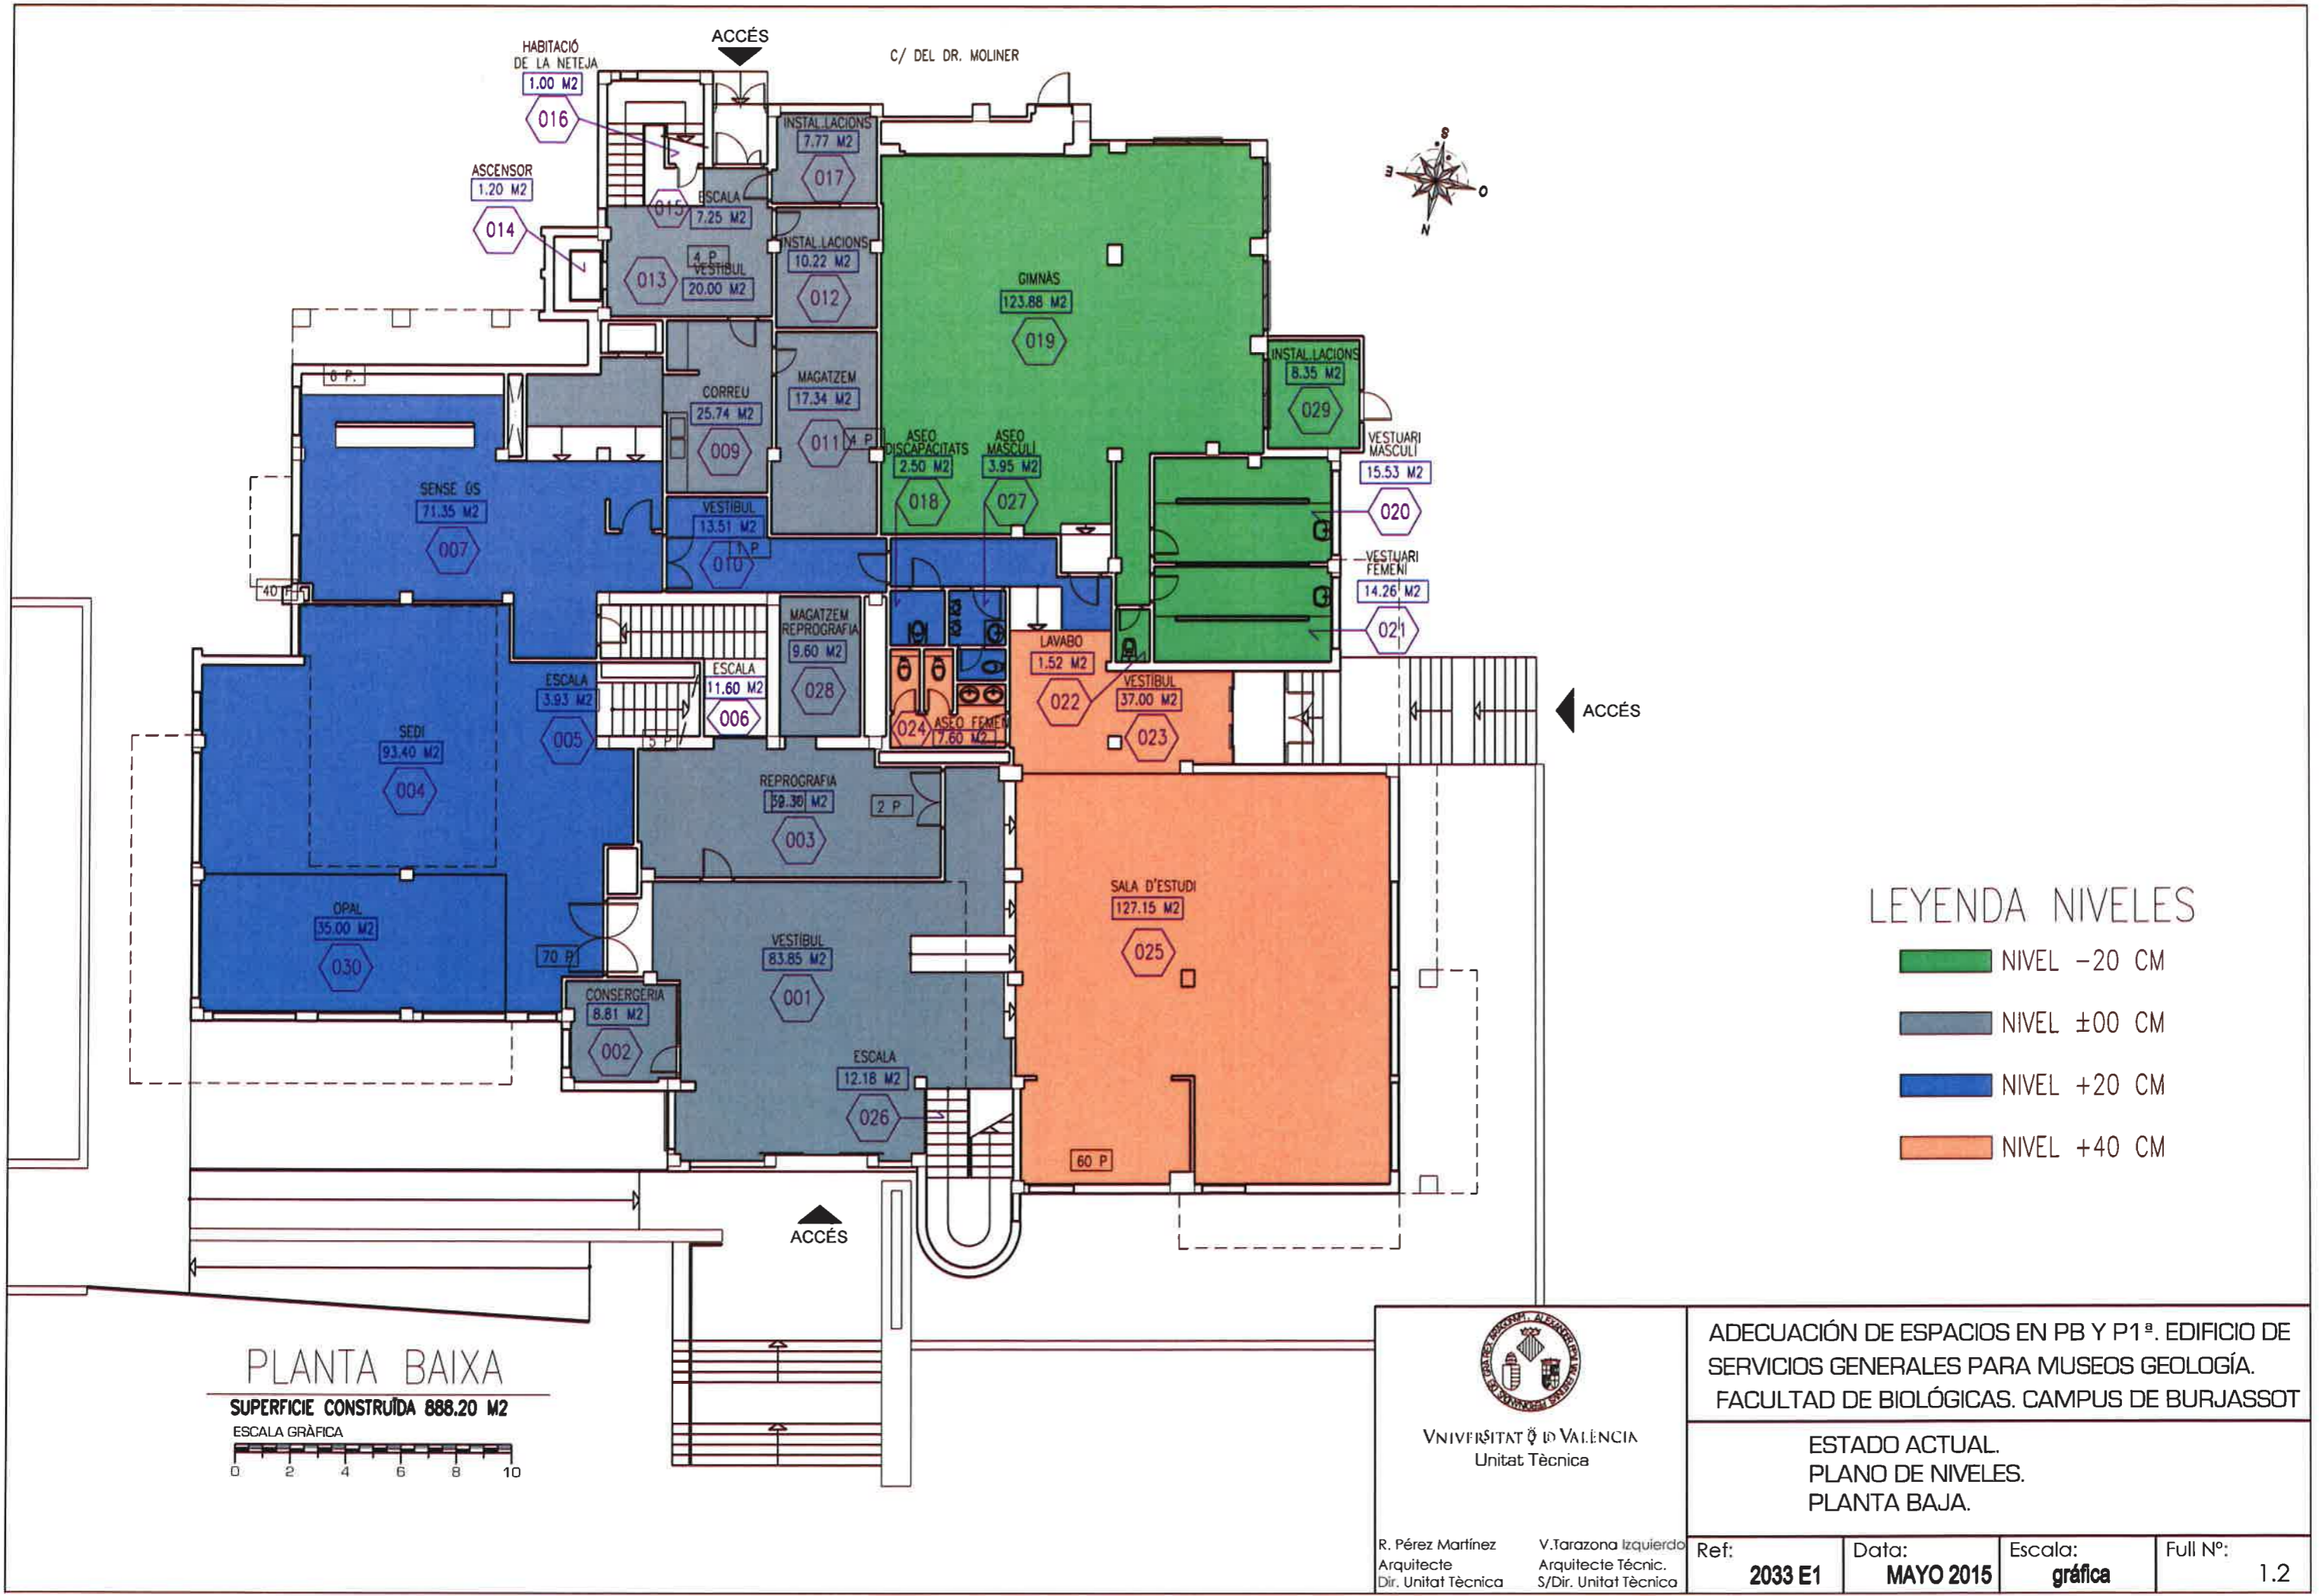 ACCÉS
C/ DEL DR. MOLINER
HABITACIÓ
DE LA NETEJA
1.00 M2
016
ASCENSOR
1.20 M2
014
INSTAL.LACIONS
7.77 M2
017
ESCALA
7.25 M2
015
4 P
VESTÍBUL
20.00 M2
013
INSTAL.LACIONS
10.22 M2
012
GIMNÀS
123.88 M2
019
S
E
O
N
INSTAL.LACIONS
8.35 M2
029
6 P.
CORREU
25.74 M2
009
MAGATZEM
17.34 M2
011
4 P
ASEO
DISCAPACITATS
2.50 M2
018
ASEO
MASCULÍ
3.95 M2
027
VESTUARI
MASCULÍ
15.53 M2
020
SENSE ÚS
71.35 M2
007
VESTÍBUL
13.51 M2
1 P
010
VESTUARI
FEMENÍ
14.26 M2
021
40 P
MAGATZEM
REPROGRAFIA
9.60 M2
028
LAVABO
1.52 M2
022
ESCALA
3.93 M2
005
ESCALA
11.60 M2
006
5 P
024
ASEO FEMEN
7.60 M2
VESTÍBUL
37.00 M2
023
ACCÉS
SEDI
93.40 M2
004
REPROGRAFIA
39.30 M2
2 P
003
SALA D'ESTUDI
127.15 M2
025
OPAL
35.00 M2
030
70 P
VESTÍBUL
83.85 M2
001
CONSERGERIA
8.81 M2
002
ESCALA
12.18 M2
026
60 P
ACCÉS
LEYENDA NIVELES
NIVEL -20 CM
NIVEL ±00 CM
NIVEL +20 CM
NIVEL +40 CM
PLANTA BAIXA
SUPERFICIE CONSTRUÏDA 888.20 M2
ESCALA GRÀFICA
0 2 4 6 8 10
VNIVERSITAT Ö ID VALÈNCIA
Unitat Tècnica
R. Pérez Martínez
Arquitecte
Dir. Unitat Tècnica
V.Tarazona Izquierdo
Arquitecte Técnic.
S/Dir. Unitat Tècnica
ADECUACIÓN DE ESPACIOS EN PB Y P1ª. EDIFICIO DE
SERVICIOS GENERALES PARA MUSEOS GEOLOGÍA.
FACULTAD DE BIOLÓGICAS. CAMPUS DE BURJASSOT
ESTADO ACTUAL.
PLANO DE NIVELES.
PLANTA BAJA.
Ref:
2033 E1
Data:
MAYO 2015
Escala:
gráfica
Full Nº:
1.2